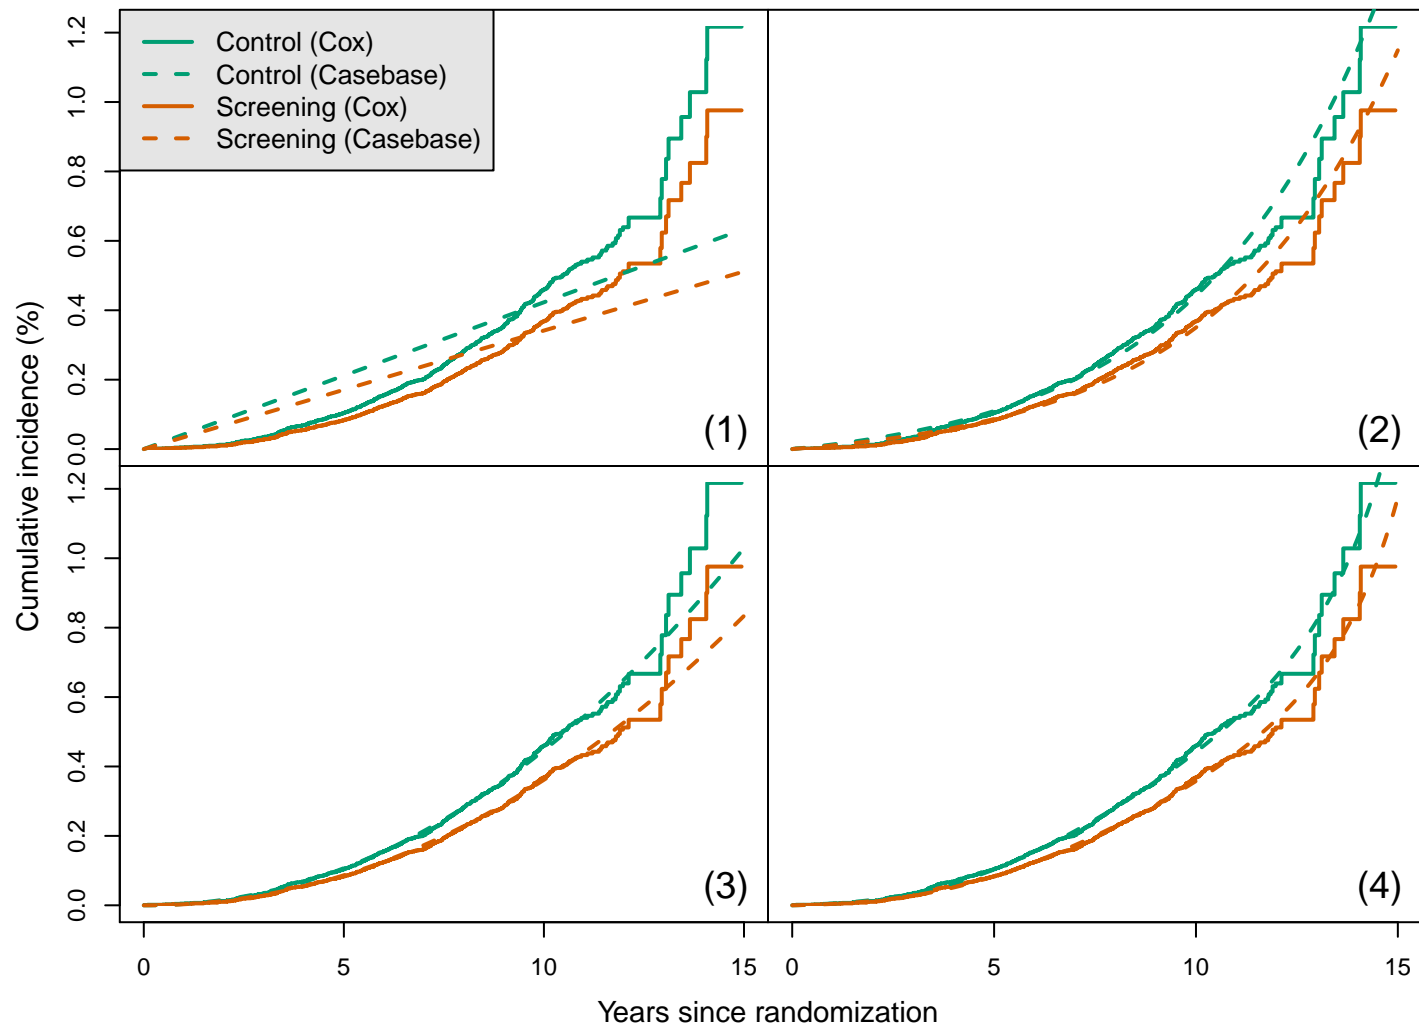 Control (Cox)
Control (Casebase)
Screening (Cox)
Screening (Casebase)
0.0 0.2 0.4 0.6 0.8 1.0 1.2
(1)
(2)
0.0 0.2 0.4 0.6 0.8 1.0 1.2
(3)
(4)
Cumulative incidence (%)
0 5 10 15 0 5 10 15
Years since randomization